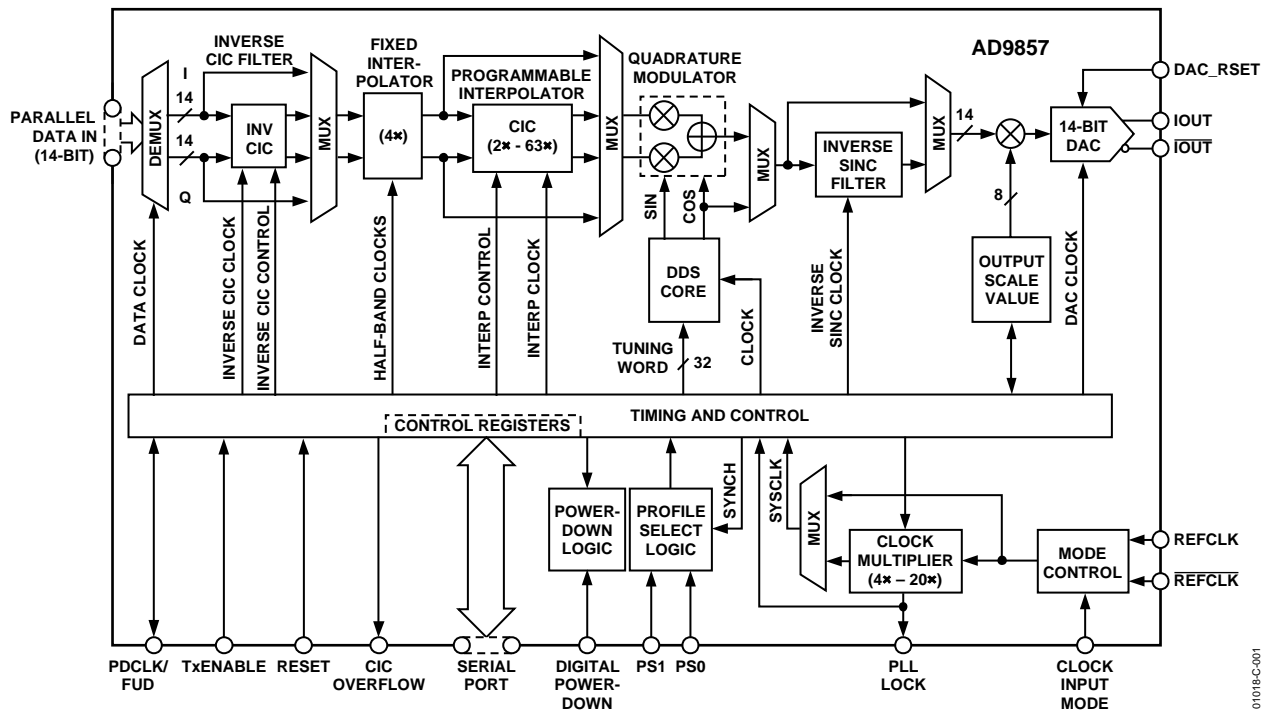 AD9857
INVERSE
CIC FILTER
FIXED
INTER-
POLATOR
PROGRAMMABLE
INTERPOLATOR
QUADRATURE
MODULATOR
PARALLEL
DATA IN
(14-BIT)
DEMUX
I
14
14
Q
INV
CIC
MUX
(4×)
CIC
(2× - 63×)
MUX
SIN
COS
MUX
INVERSE
SINC
FILTER
MUX
14
8
14-BIT
DAC
DAC_RSET
IOUT
IOUT
DATA CLOCK
INVERSE CIC CLOCK
INVERSE CIC CONTROL
HALF-BAND CLOCKS
INTERP CONTROL
INTERP CLOCK
DDS
CORE
TUNING
WORD
32
CLOCK
INVERSE
SINC CLOCK
OUTPUT
SCALE
VALUE
DAC CLOCK
TIMING AND CONTROL
CONTROL REGISTERS
POWER-
DOWN
LOGIC
PROFILE
SELECT
LOGIC
SYNCH
SYSCLK
MUX
CLOCK
MULTIPLIER
(4× – 20×)
MODE
CONTROL
REFCLK
REFCLK
PDCLK/
FUD
TxENABLE
RESET
CIC
OVERFLOW
SERIAL
PORT
DIGITAL
POWER-
DOWN
PS1
PS0
PLL
LOCK
CLOCK
INPUT
MODE
01018-C-001